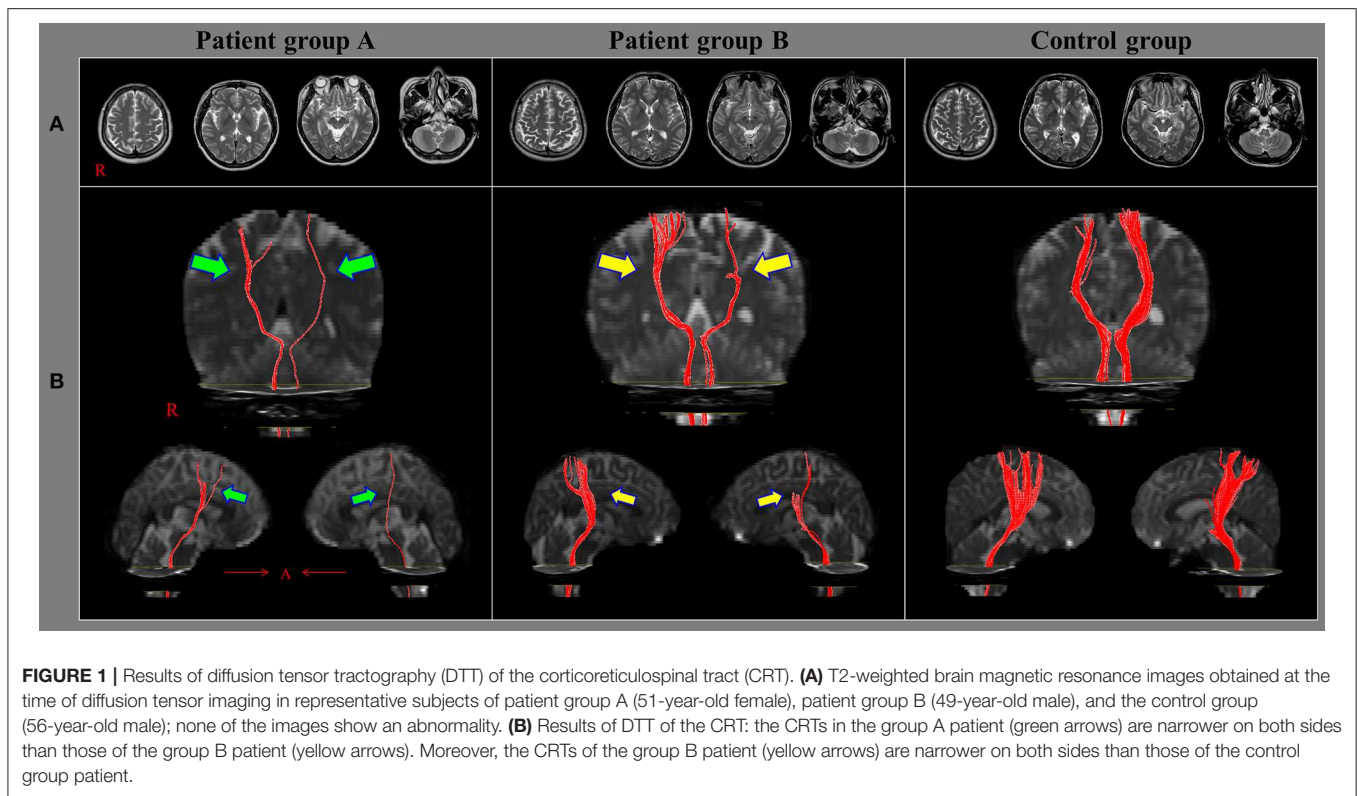 Patient group A
Patient group B
Control group
A
R
B
R
A
FIGURE 1 | Results of diffusion tensor tractography (DTT) of the corticoreticulospinal tract (CRT). (A) T2-weighted brain magnetic resonance images obtained at the
time of diffusion tensor imaging in representative subjects of patient group A (51-year-old female), patient group B (49-year-old male), and the control group
(56-year-old male); none of the images show an abnormality. (B) Results of DTT of the CRT: the CRTs in the group A patient (green arrows) are narrower on both sides
than those of the group B patient (yellow arrows). Moreover, the CRTs of the group B patient (yellow arrows) are narrower on both sides than those of the control
group patient.